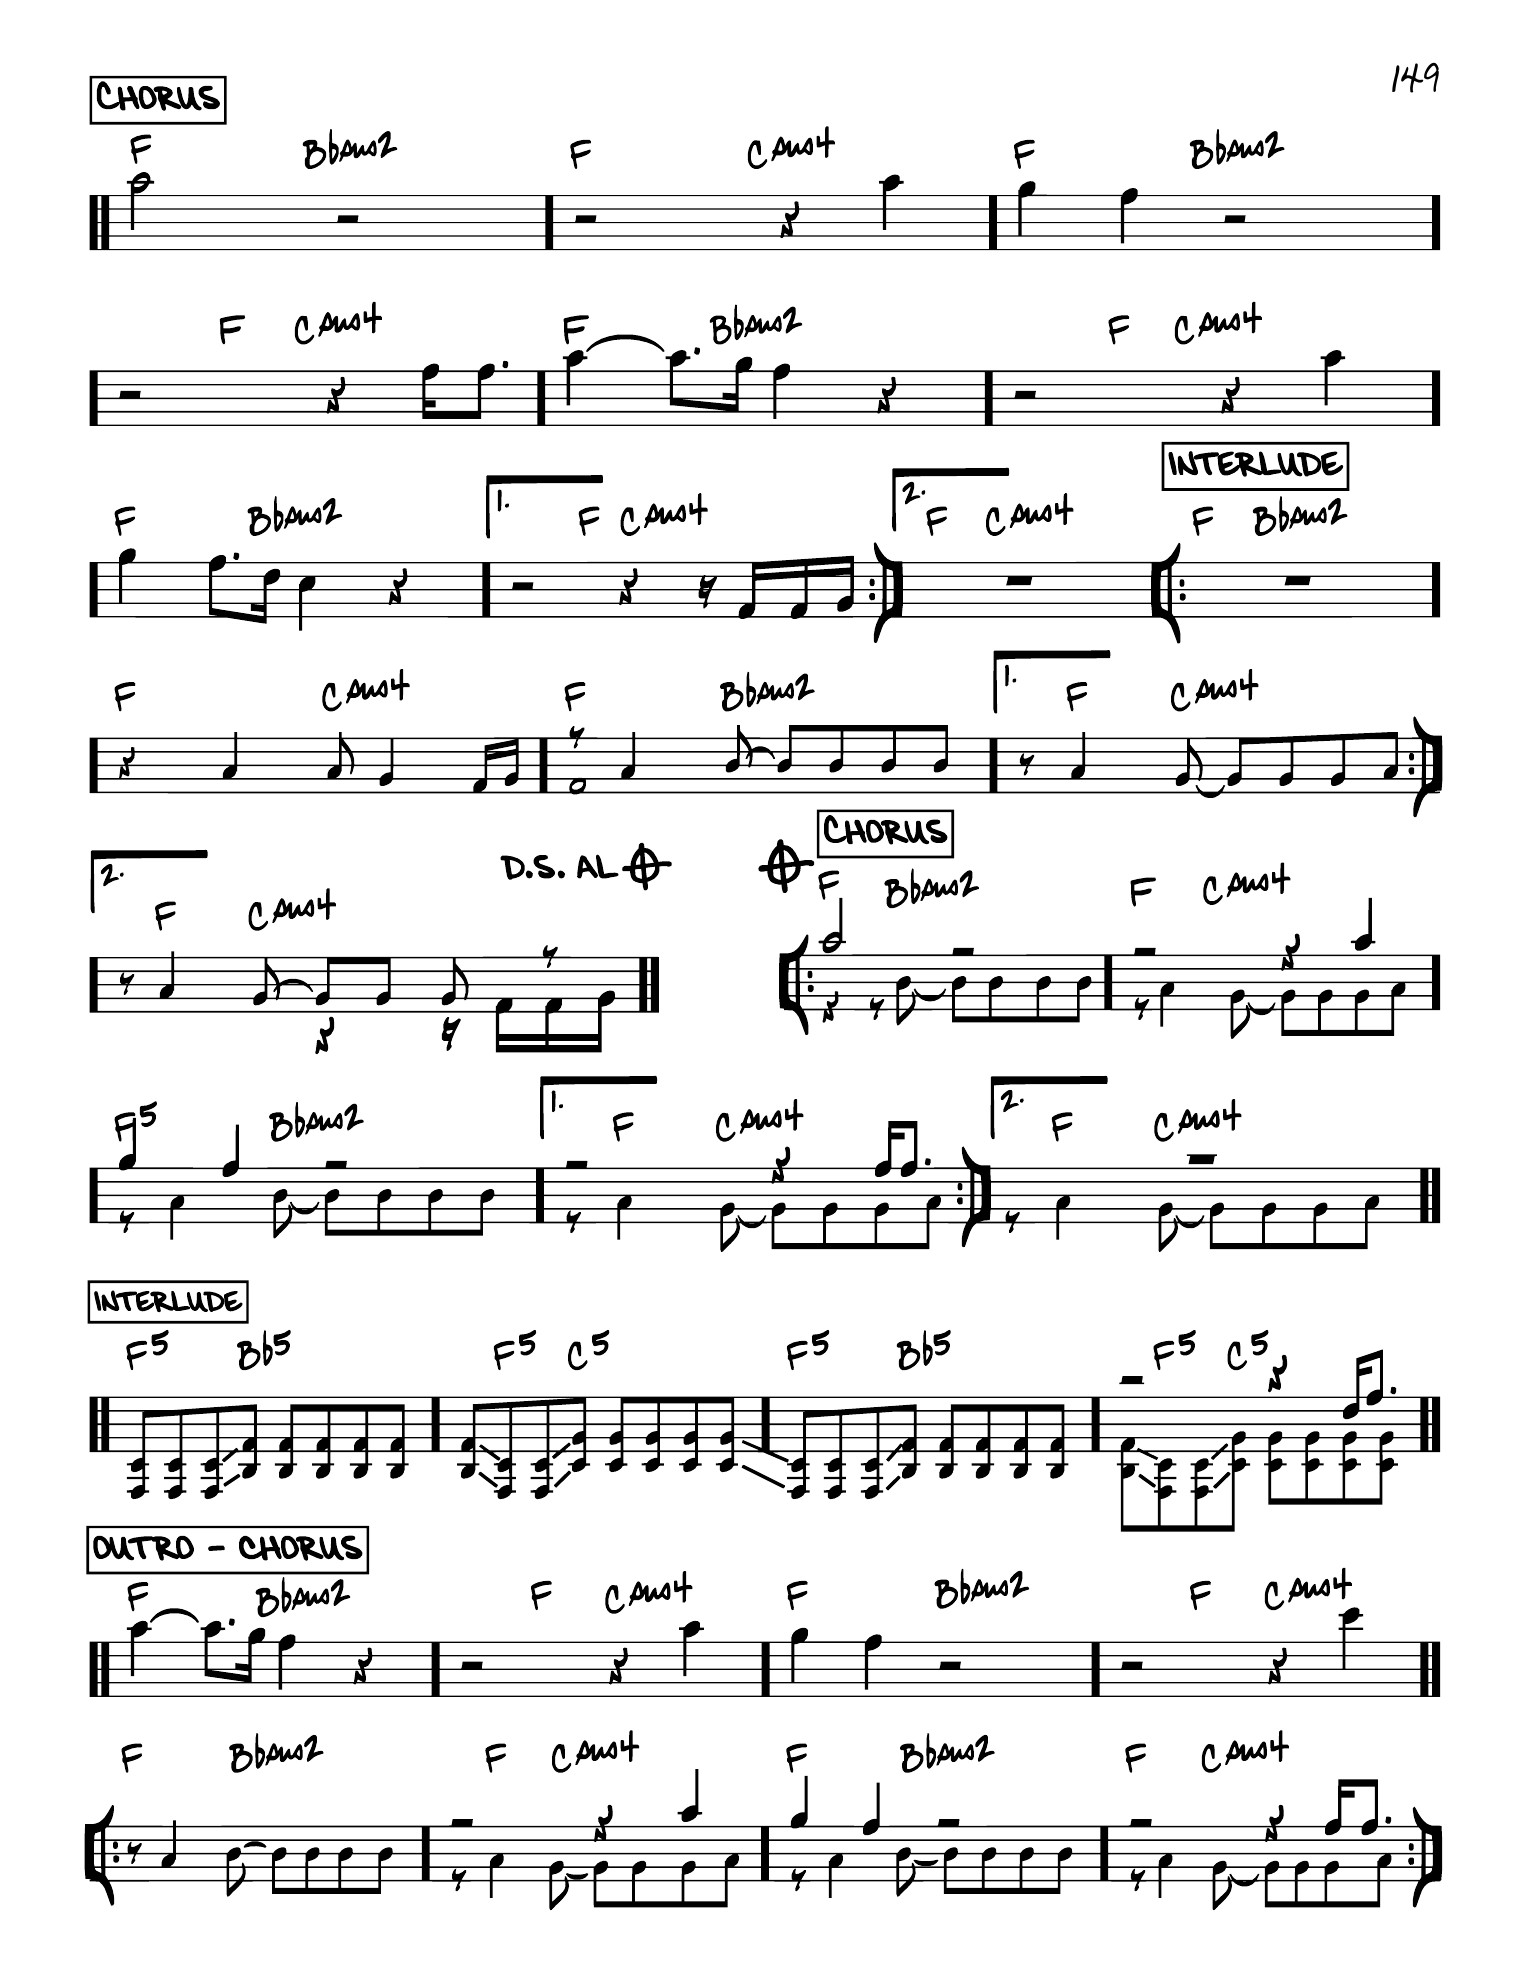 149
CHORUS
F Bbsus2 F Csus4 F Bbsus2
F Csus4 F Bbsus2 F Csus4
INTERLUDE
1. 2.
F Bbsus2 F Csus4 F Csus4 F Bbsus2
1.
F Csus4 F Bbsus2 F Csus4
CHORUS
2. D.S. AL
F Csus4 F Bbsus2 F Csus4
1. 2.
F5 Bbsus2 F Csus4 F Csus4
INTERLUDE
F5 Bb5 F5 C5 F5 Bb5 F5 C5
OUTRO - CHORUS
F Bbsus2 F Csus4 F Bbsus2 F Csus4
F Bbsus2 F Csus4 F Bbsus2 F Csus4